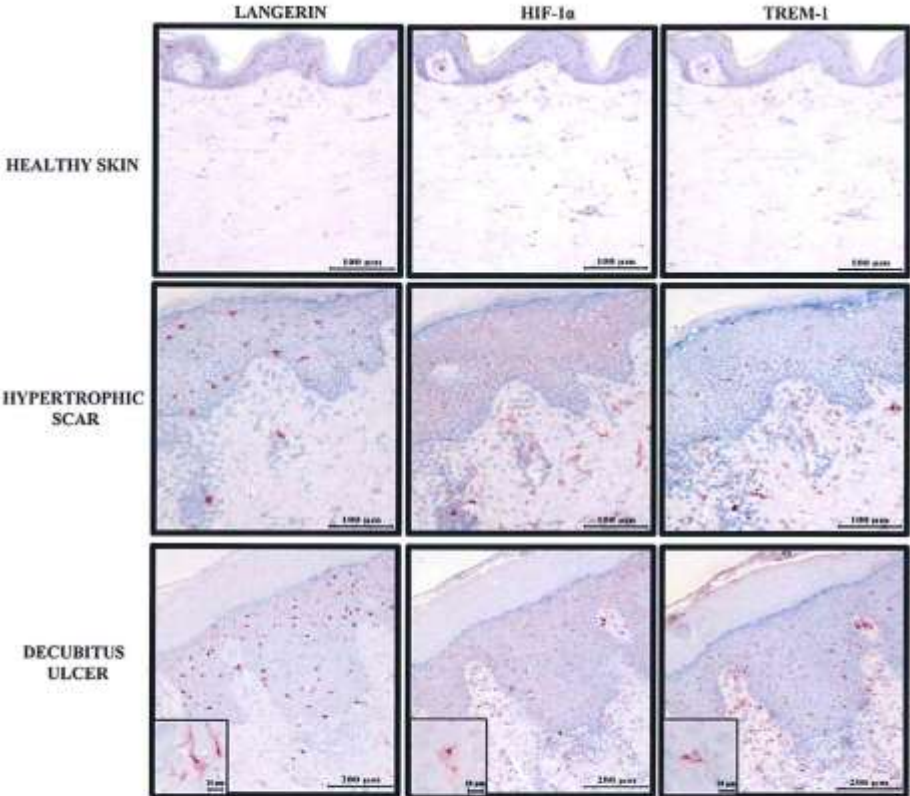 LANGERIN HIF-1α TREM-1
HEALTHY SKIN
100 µm 100 µm 100 µm
HYPERTROPHIC
SCAR
100 µm 100 µm 100 µm
DECUBITUS
ULCER
200 µm 200 µm 200 µm